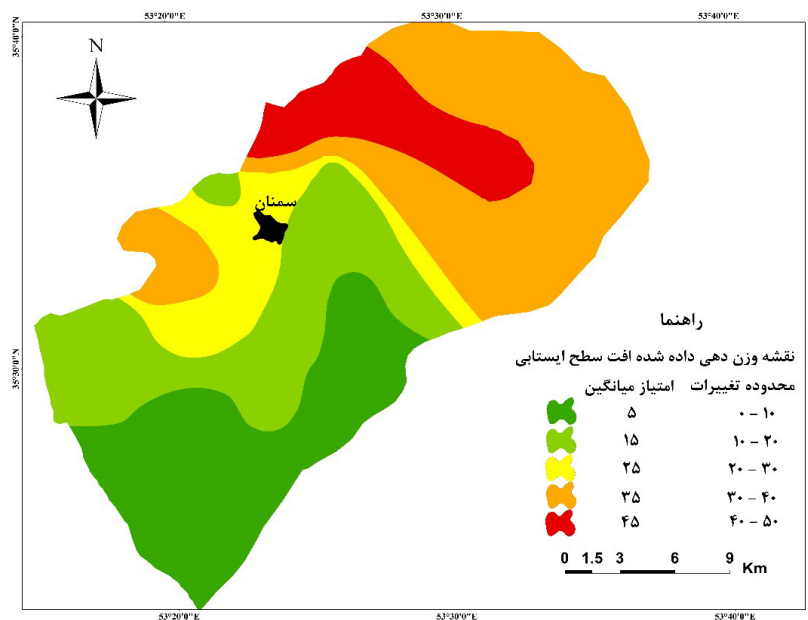 53°20'0"E 53°30'0"E 53°40'0"E
35°40'0"N
N
سمنان
35°30'0"N
راهنما
نقشه وزن دهی داده شده افت سطح ایستابی
محدوده تغییرات امتیاز میانگین
۰ - ۱۰ ۵
۱۰ - ۲۰ ۱۵
۲۰ - ۳۰ ۲۵
۳۰ - ۴۰ ۳۵
۴۰ - ۵۰ ۴۵
0 1.5 3 6 9
Km
53°20'0"E 53°30'0"E 53°40'0"E